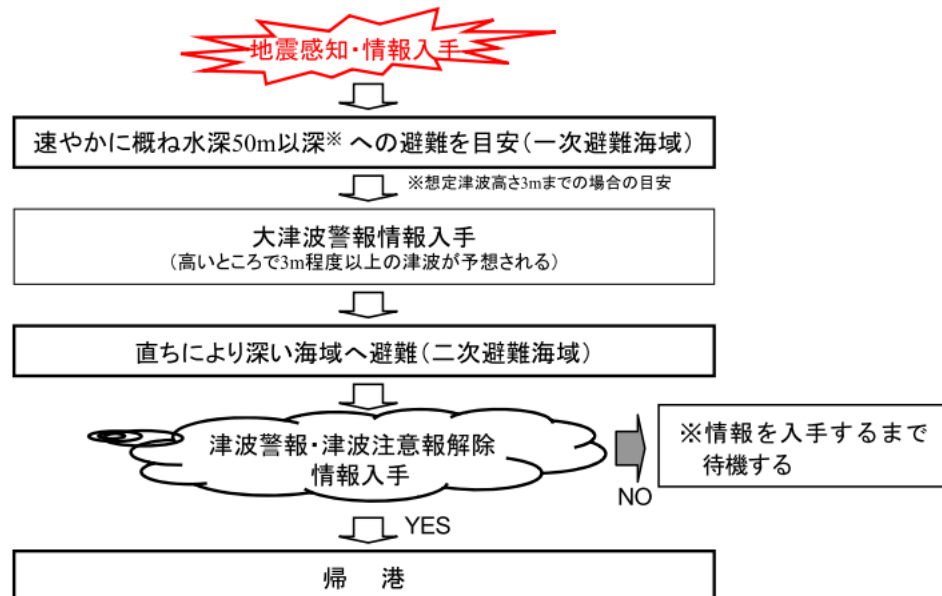 地震感知・情報入手
速やかに概ね水深50m以深※ への避難を目安(一次避難海域)
※想定津波高さ3mまでの場合の目安
大津波警報情報入手
(高いところで3m程度以上の津波が予想される)
直ちにより深い海域へ避難(二次避難海域)
津波警報・津波注意報解除
情報入手
※情報を入手するまで
待機する
NO
YES
帰 港